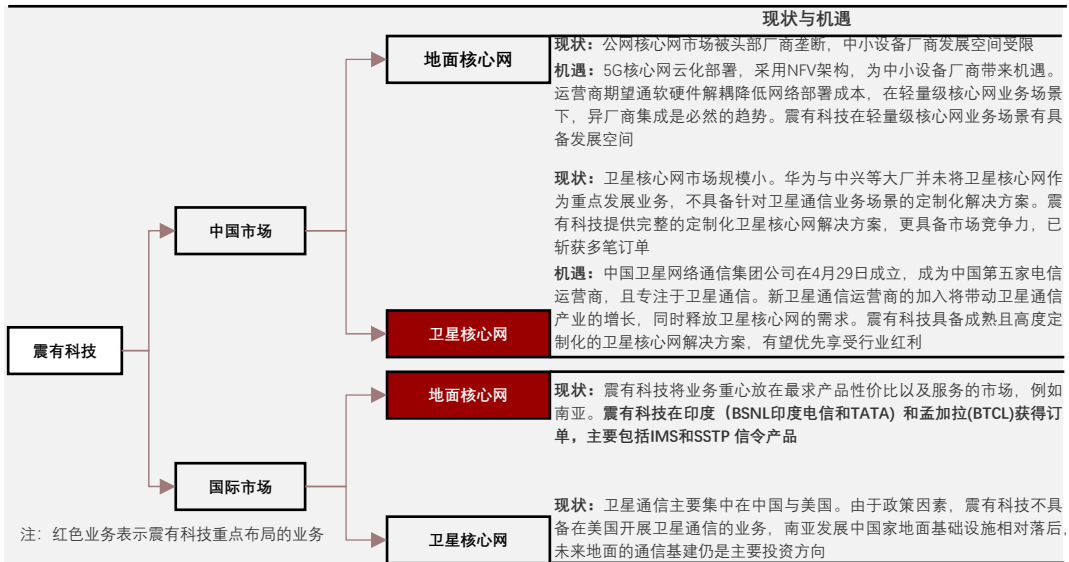 现状与机遇
地面核心网
现状：公网核心网市场被头部厂商垄断，中小设备厂商发展空间受限
机遇：5G核心网云化部署，采用NFV架构，为中小设备厂商带来机遇。
运营商期望通软硬件解耦降低网络部署成本，在轻量级核心网业务场景
下，异厂商集成是必然的趋势。震有科技在轻量级核心网业务场景有具
备发展空间
现状：卫星核心网市场规模小。华为与中兴等大厂并未将卫星核心网作
为重点发展业务，不具备针对卫星通信业务场景的定制化解决方案。震
有科技提供完整的定制化卫星核心网解决方案，更具备市场竞争力，已
斩获多笔订单
中国市场
机遇：中国卫星网络通信集团公司在4月29日成立，成为中国第五家电信
运营商，且专注于卫星通信。新卫星通信运营商的加入将带动卫星通信
产业的增长，同时释放卫星核心网的需求。震有科技具备成熟且高度定
制化的卫星核心网解决方案，有望优先享受行业红利
卫星核心网
震有科技
地面核心网
现状：震有科技将业务重心放在最求产品性价比以及服务的市场，例如
南亚。震有科技在印度（BSNL印度电信和TATA) 和孟加拉(BTCL)获得订
单，主要包括IMS和SSTP 信令产品
国际市场
现状：卫星通信主要集中在中国与美国。由于政策因素，震有科技不具
备在美国开展卫星通信的业务，南亚发展中国家地面基础设施相对落后，
未来地面的通信基建仍是主要投资方向
卫星核心网
注：红色业务表示震有科技重点布局的业务